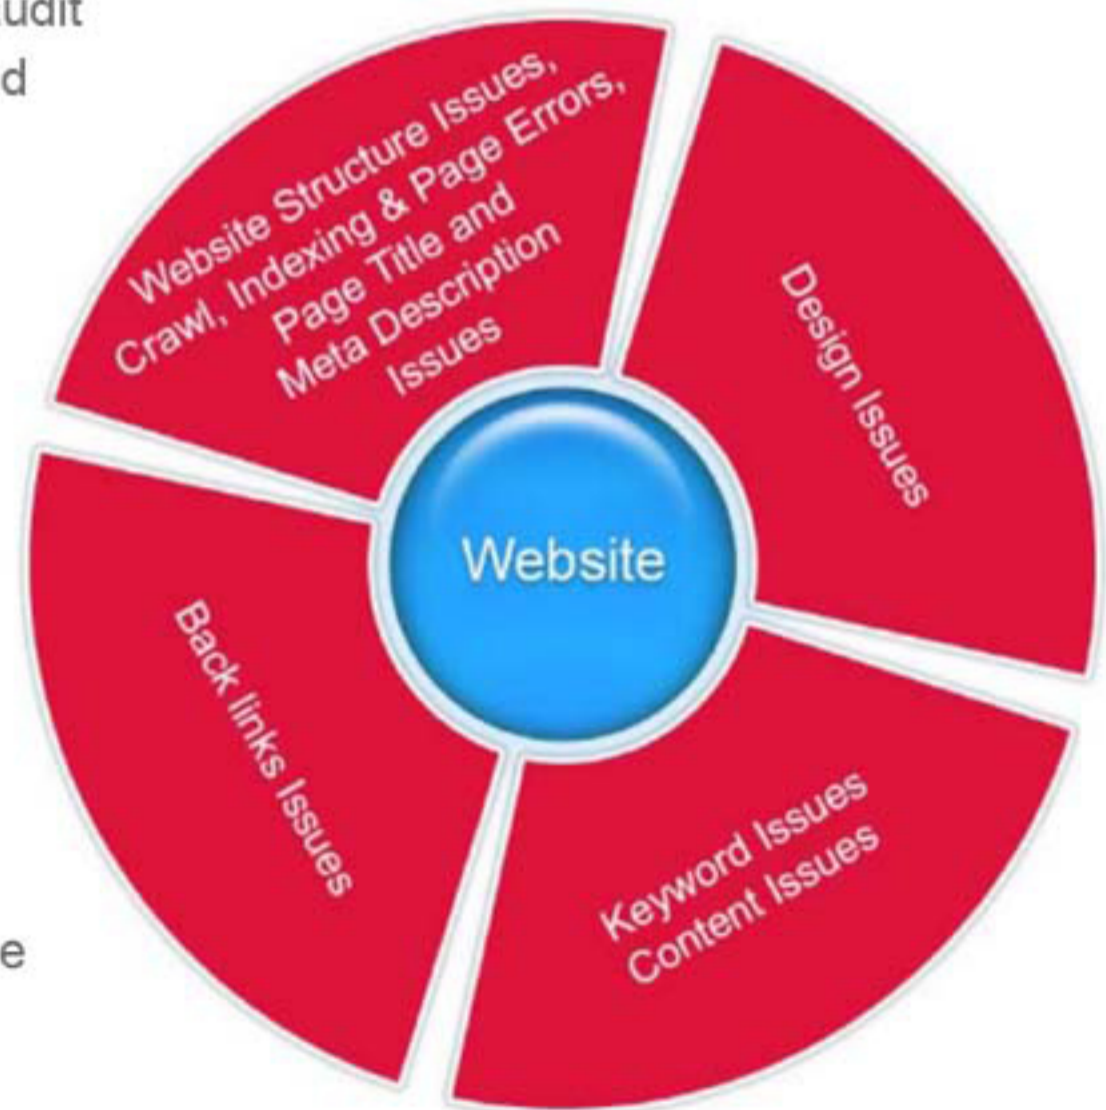 d
Website Structure Issues,
Crawl, Indexing & Page Errors,
Page Title and
Meta Description
Issues
Design Issues
Website
Back links Issues
Keyword Issues
Content Issues
e